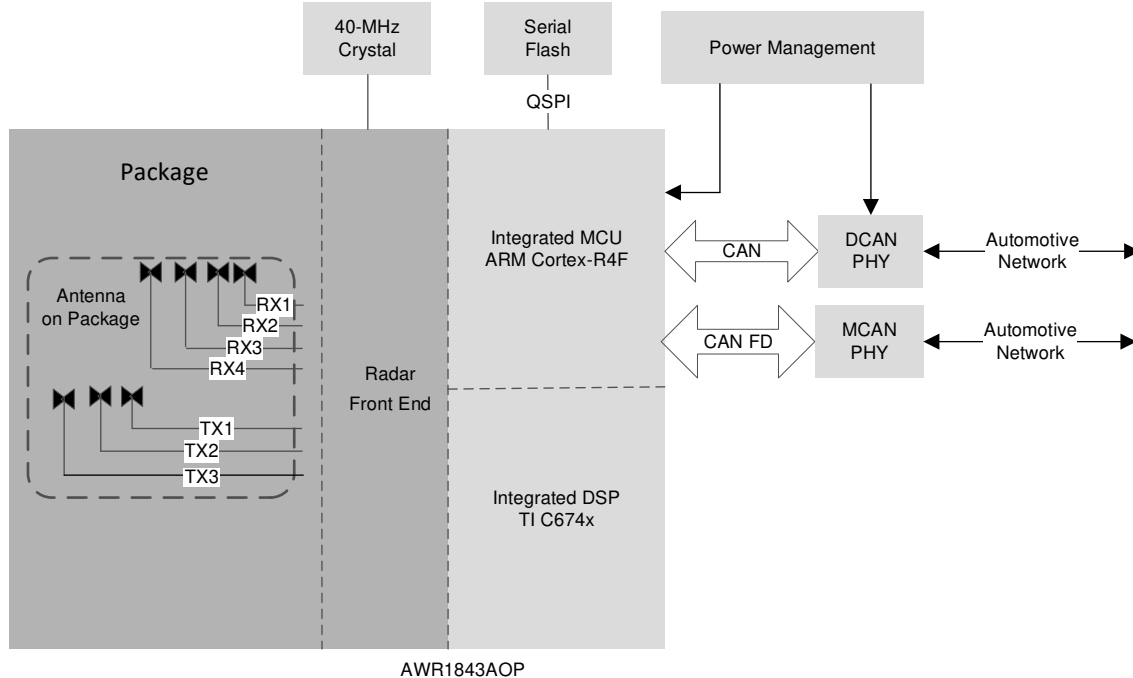 40-MHz
Crystal
Serial
Flash
Power Management
QSPI
Package
Integrated MCU
ARM Cortex-R4F
CAN
DCAN
PHY
Automotive
Network
Antenna
on Package
RX1
RX2
RX3
RX4
CAN FD
MCAN
PHY
Automotive
Network
Radar
Front End
TX1
TX2
TX3
Integrated DSP
TI C674x
AWR1843AOP